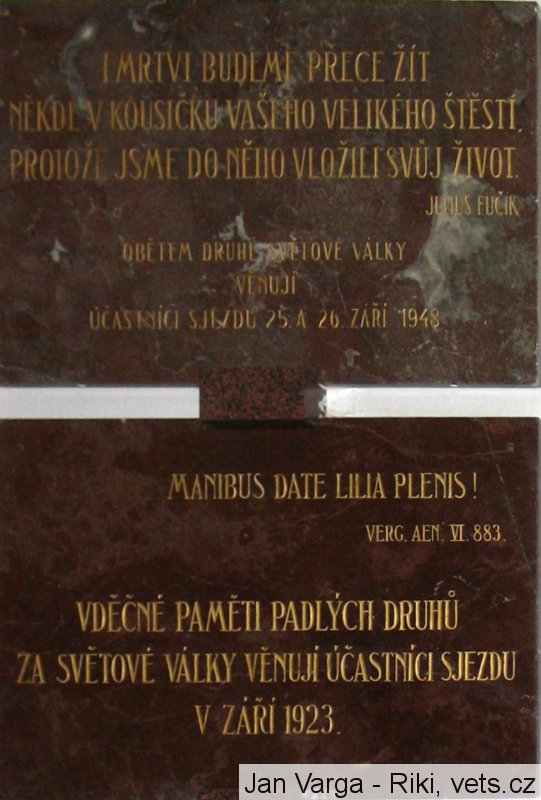 I MRTVI BUDEME PŘECE ŽÍT
NĚKDE V KOUSÍČKU VAŠEHO VELIKÉHO ŠTĚSTÍ,
PROTOŽE JSME DO NĚHO VLOŽILI SVŮJ ŽIVOT.
JULIUS FUČÍK
OBĚTEM DRUHÉ SVĚTOVÉ VÁLKY
VĚNUJÍ
ÚČASTNÍCI SJEZDU 25. A 26. ZÁŘÍ 1948
MANIBUS DATE LILIA PLENIS!
VERG. AEN. VI. 883.
VDĚČNÉ PAMĚTI PADLÝCH DRUHŮ
ZA SVĚTOVÉ VÁLKY VĚNUJÍ ÚČASTNÍCI SJEZDU
V ZÁŘÍ 1923.
Jan Varga - Riki, vets.cz